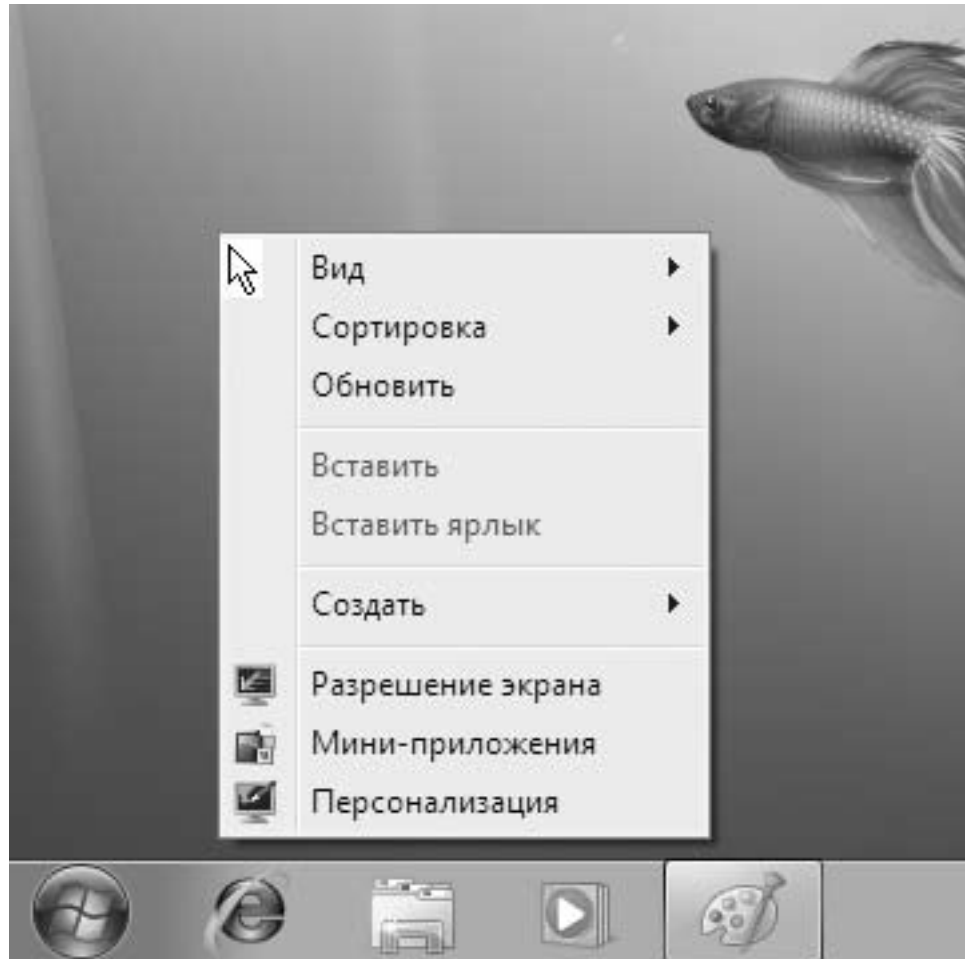 Вид
Сортировка
Обновить
Вставить
Вставить ярлык
Создать
Разрешение экрана
Мини-приложения
Персонализация